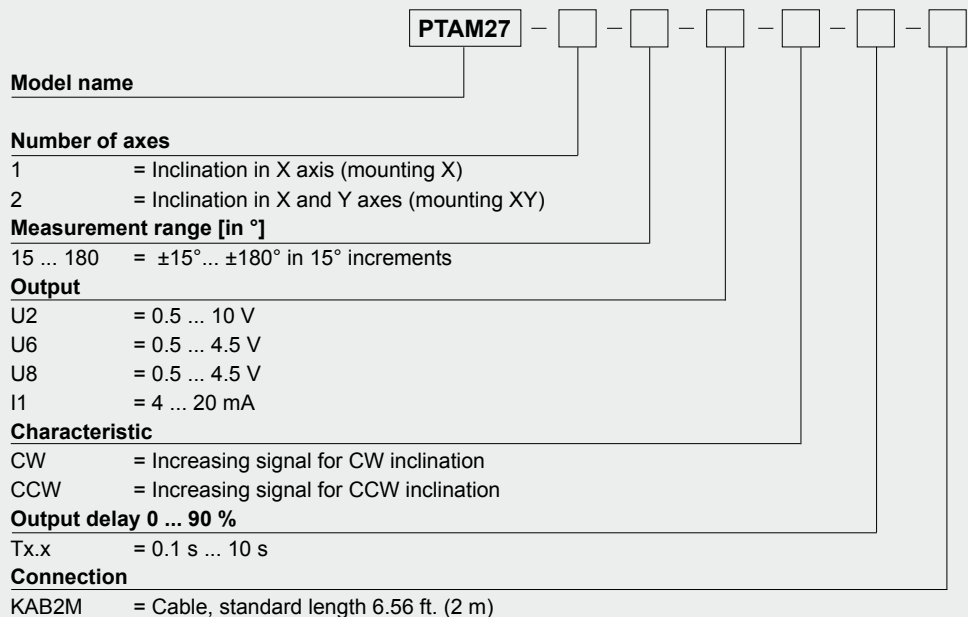 PTAM27 – – – – – –
Model name
Number of axes
1 = Inclination in X axis (mounting X)
2 = Inclination in X and Y axes (mounting XY)
Measurement range [in °]
15 ... 180 = ±15°... ±180° in 15° increments
Output
U2 = 0.5 ... 10 V
U6 = 0.5 ... 4.5 V
U8 = 0.5 ... 4.5 V
I1 = 4 ... 20 mA
Characteristic
CW = Increasing signal for CW inclination
CCW = Increasing signal for CCW inclination
Output delay 0 ... 90 %
Tx.x = 0.1 s ... 10 s
Connection
KAB2M = Cable, standard length 6.56 ft. (2 m)